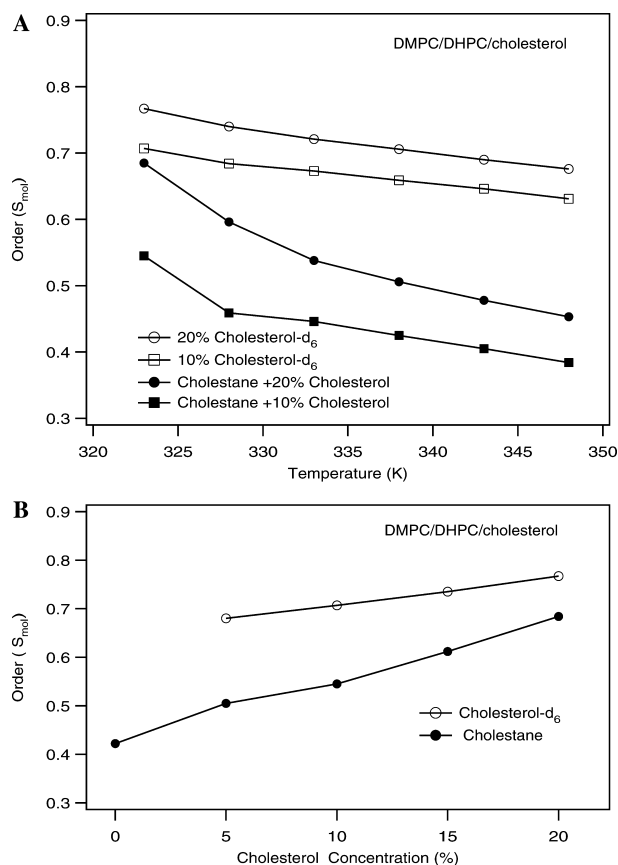 A
DMPC/DHPC/cholesterol
0.9
0.8
0.7
0.6
0.5
0.4
0.3
Order (Smol)
20% Cholesterol-d6
10% Cholesterol-d6
Cholestane +20% Cholesterol
Cholestane +10% Cholesterol
320 325 330 335 340 345 350
Temperature (K)
B
DMPC/DHPC/cholesterol
0.9
0.8
0.7
0.6
0.5
0.4
0.3
Order ( Smol)
Cholesterol-d6
Cholestane
0 5 10 15 20
Cholesterol Concentration (%)